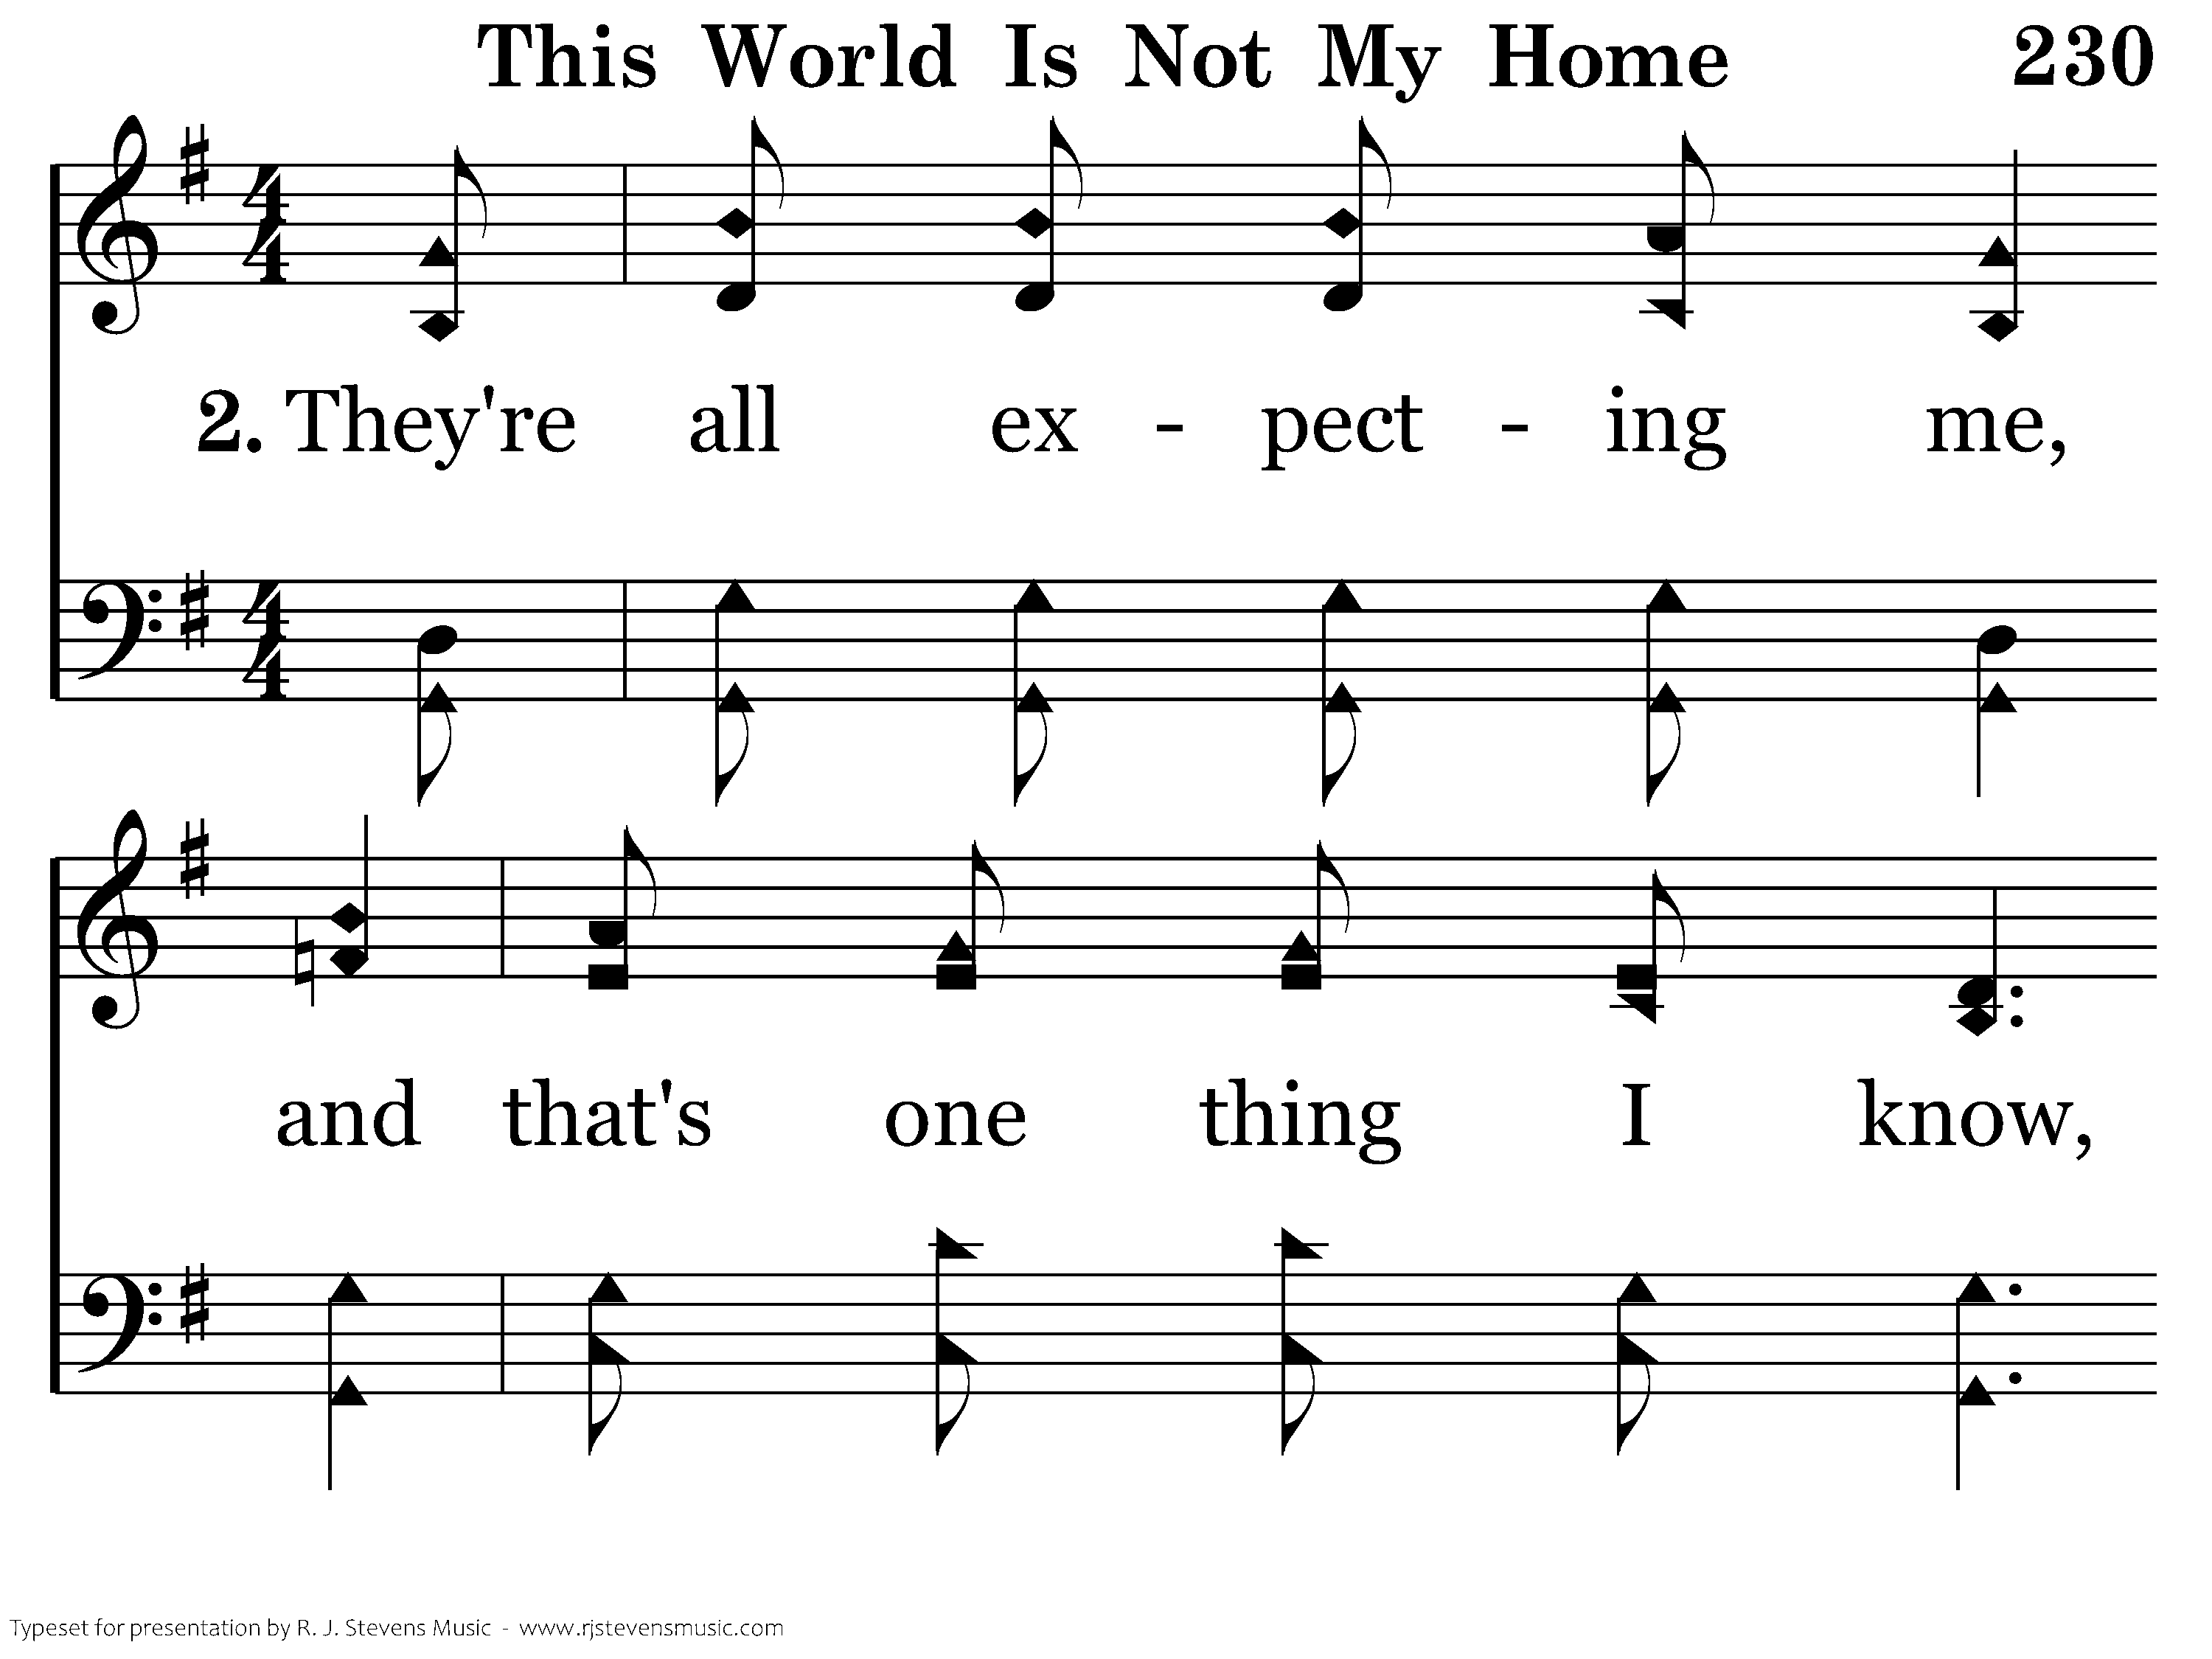 This World Is Not My Home 230
2. They're all ex - pect - ing me,
and that's one thing I know,
Typeset for presentation by R. J. Stevens Music - www.rjstevensmusic.com